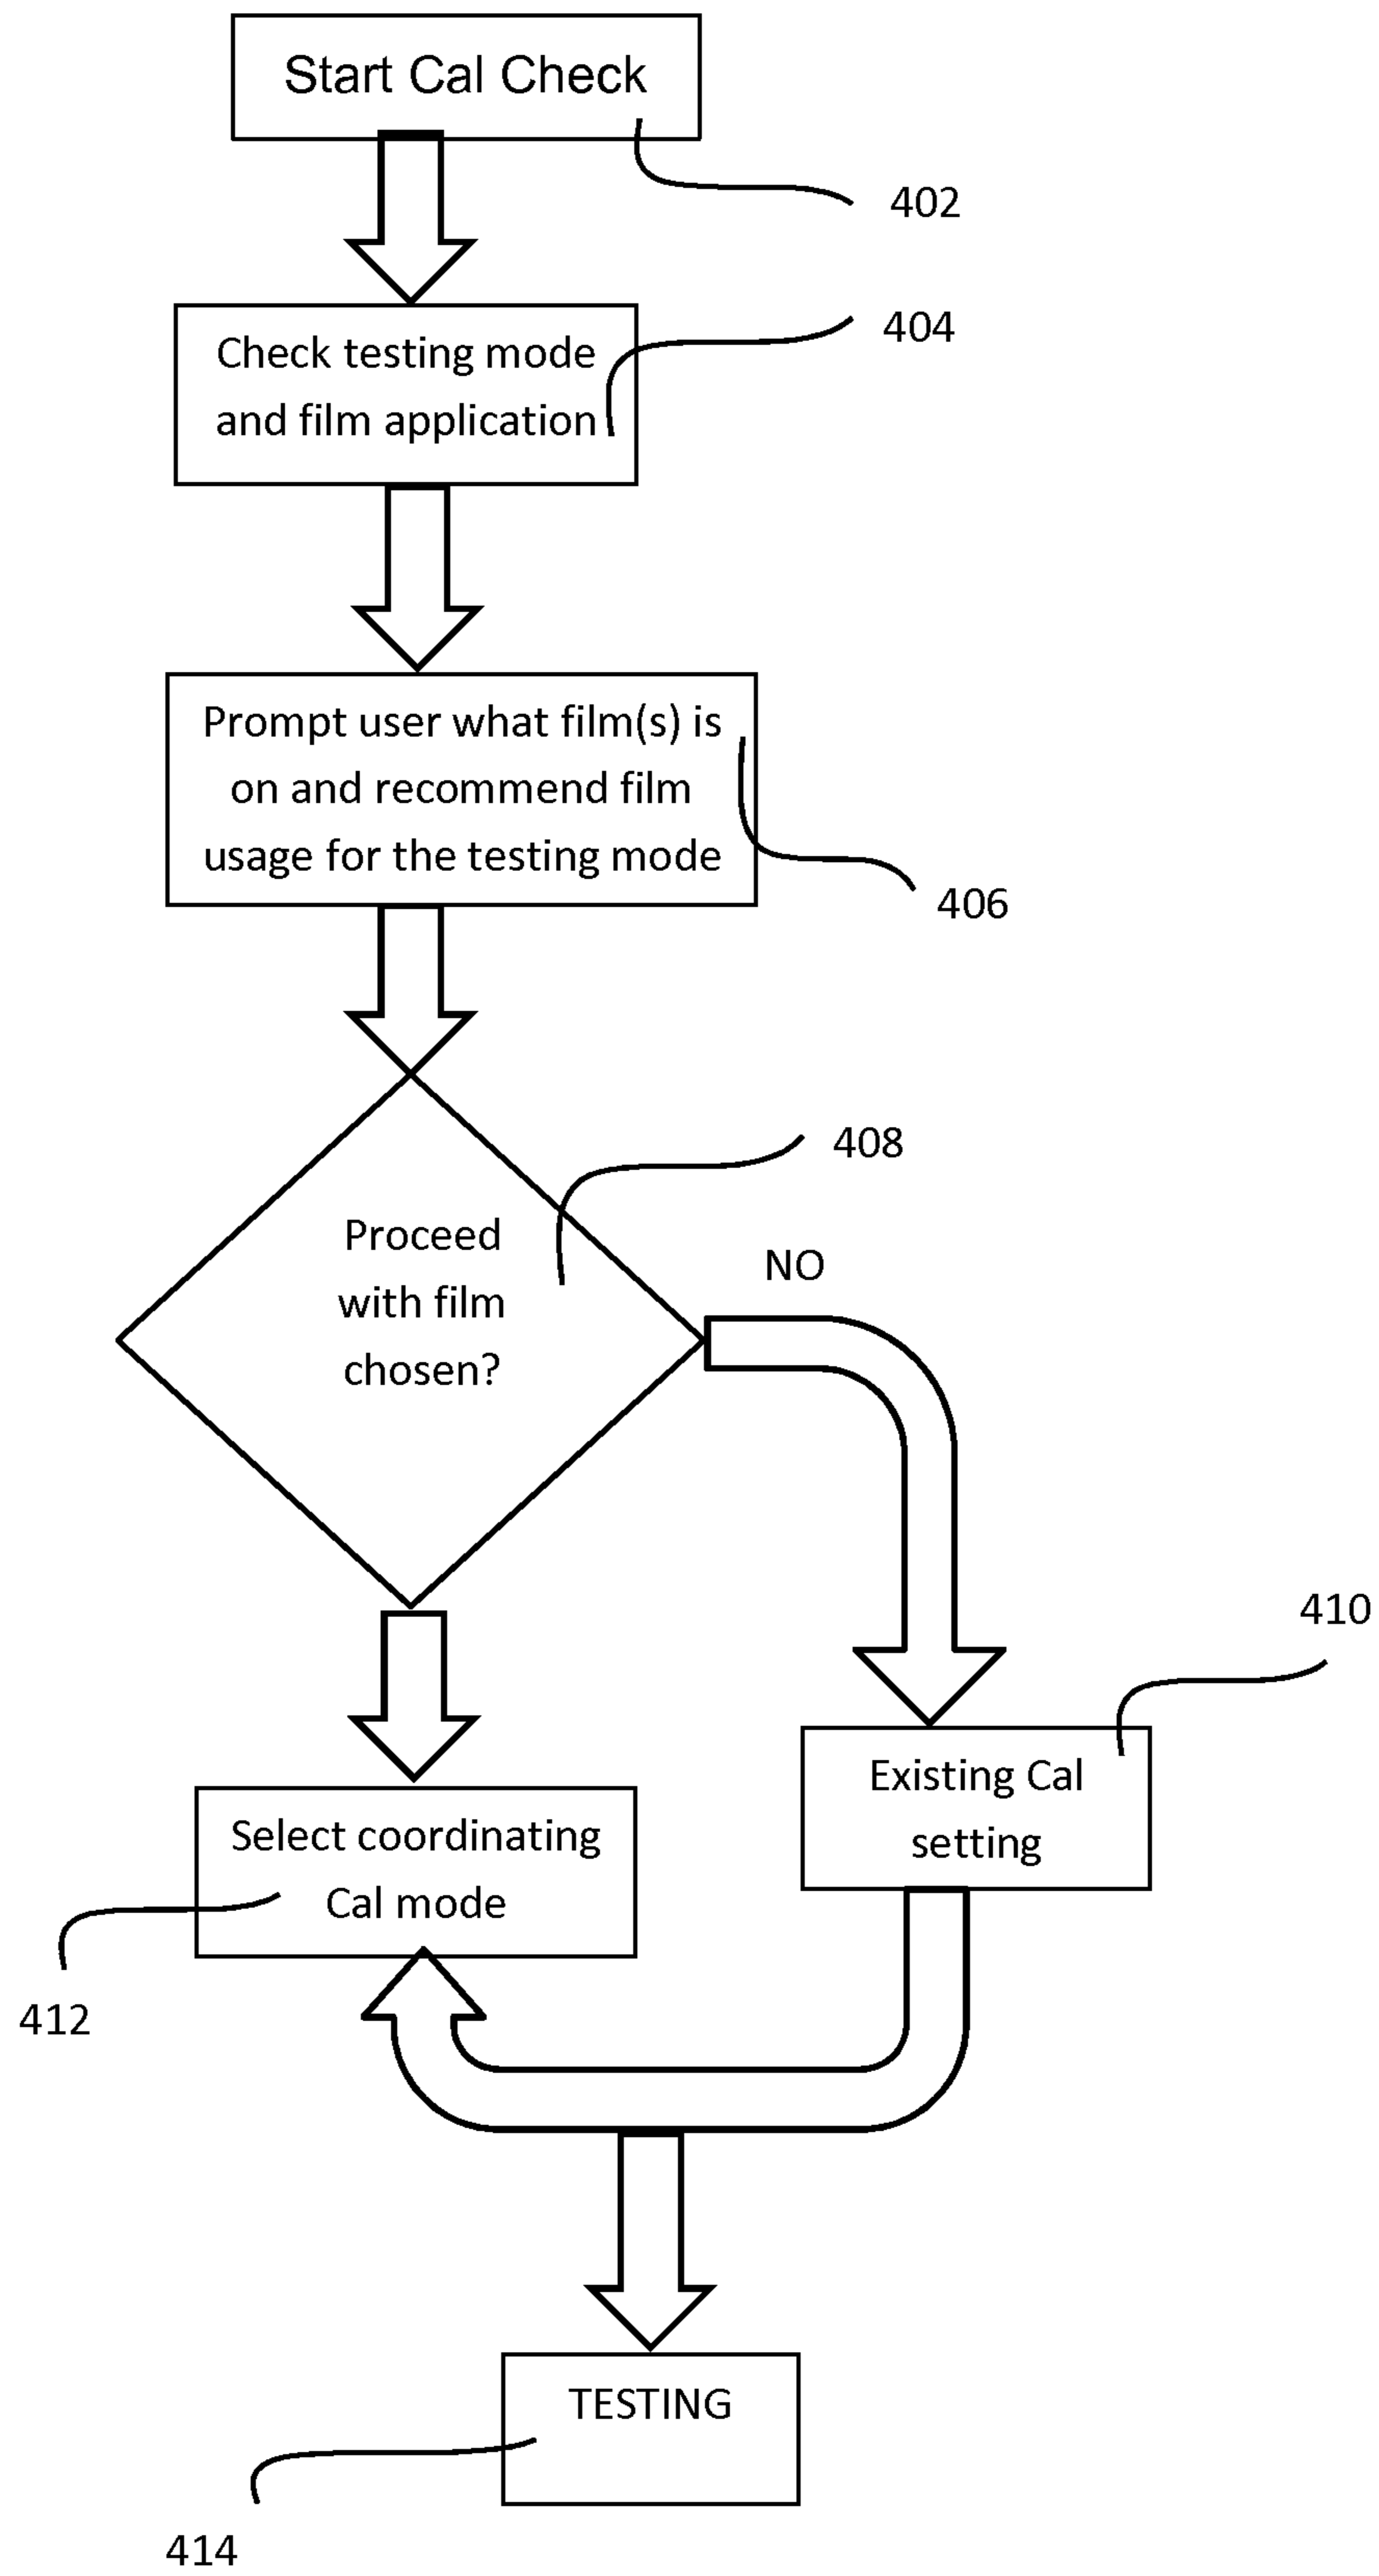 Start Cal Check
402
404
Check testing mode
and film application
Prompt user what film(s) is
on and recommend film
usage for the testing mode
406
408
Proceed
with film
chosen?
NO
410
Existing Cal
setting
Select coordinating
Cal mode
412
TESTING
414